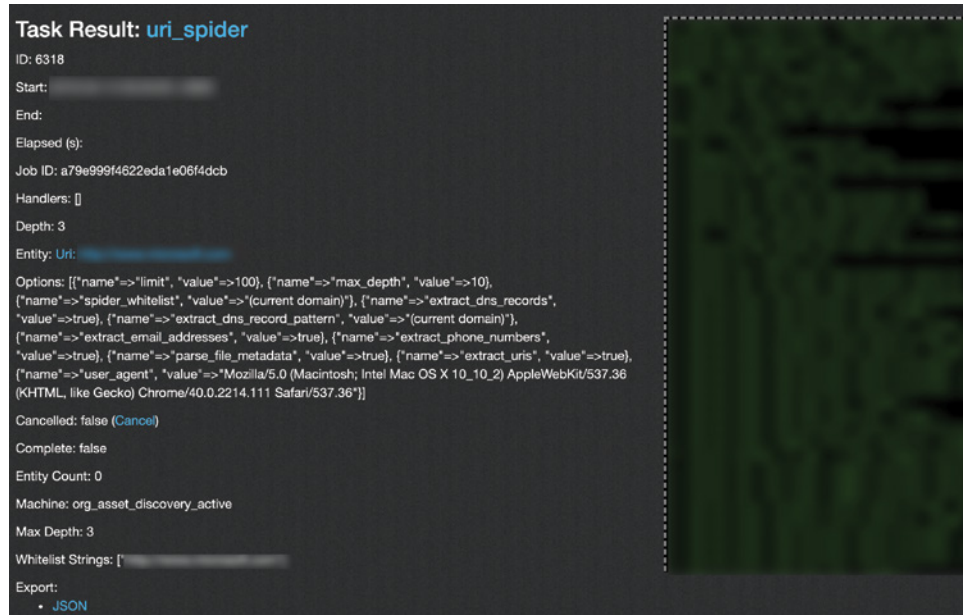 Task Result: uri_spider
ID: 6318
Start:
End:
Elapsed (s):
Job ID: a79e999f4622eda1e06f4dcb
Handlers: []
Depth: 3
Entity: Uri:
Options: [{"name"=>"limit", "value"=>100}, {"name"=>"max_depth", "value"=>10},
{"name"=>"spider_whitelist", "value"=>"(current domain)"}, {"name"=>"extract_dns_records",
"value"=>true}, {"name"=>"extract_dns_record_pattern", "value"=>"(current domain)"},
{"name"=>"extract_email_addresses", "value"=>true}, {"name"=>"extract_phone_numbers",
"value"=>true}, {"name"=>"parse_file_metadata", "value"=>true}, {"name"=>"extract_uris", "value"=>true},
{"name"=>"user_agent", "value"=>"Mozilla/5.0 (Macintosh; Intel Mac OS X 10_10_2) AppleWebKit/537.36
(KHTML, like Gecko) Chrome/40.0.2214.111 Safari/537.36"}]
Cancelled: false (Cancel)
Complete: false
Entity Count: 0
Machine: org_asset_discovery_active
Max Depth: 3
Whitelist Strings: ["
Export:
• JSON